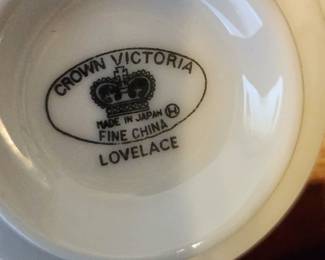 CROWN VICTORIA
MADE IN JAPAN H
FINE CHINA
LOVELACE